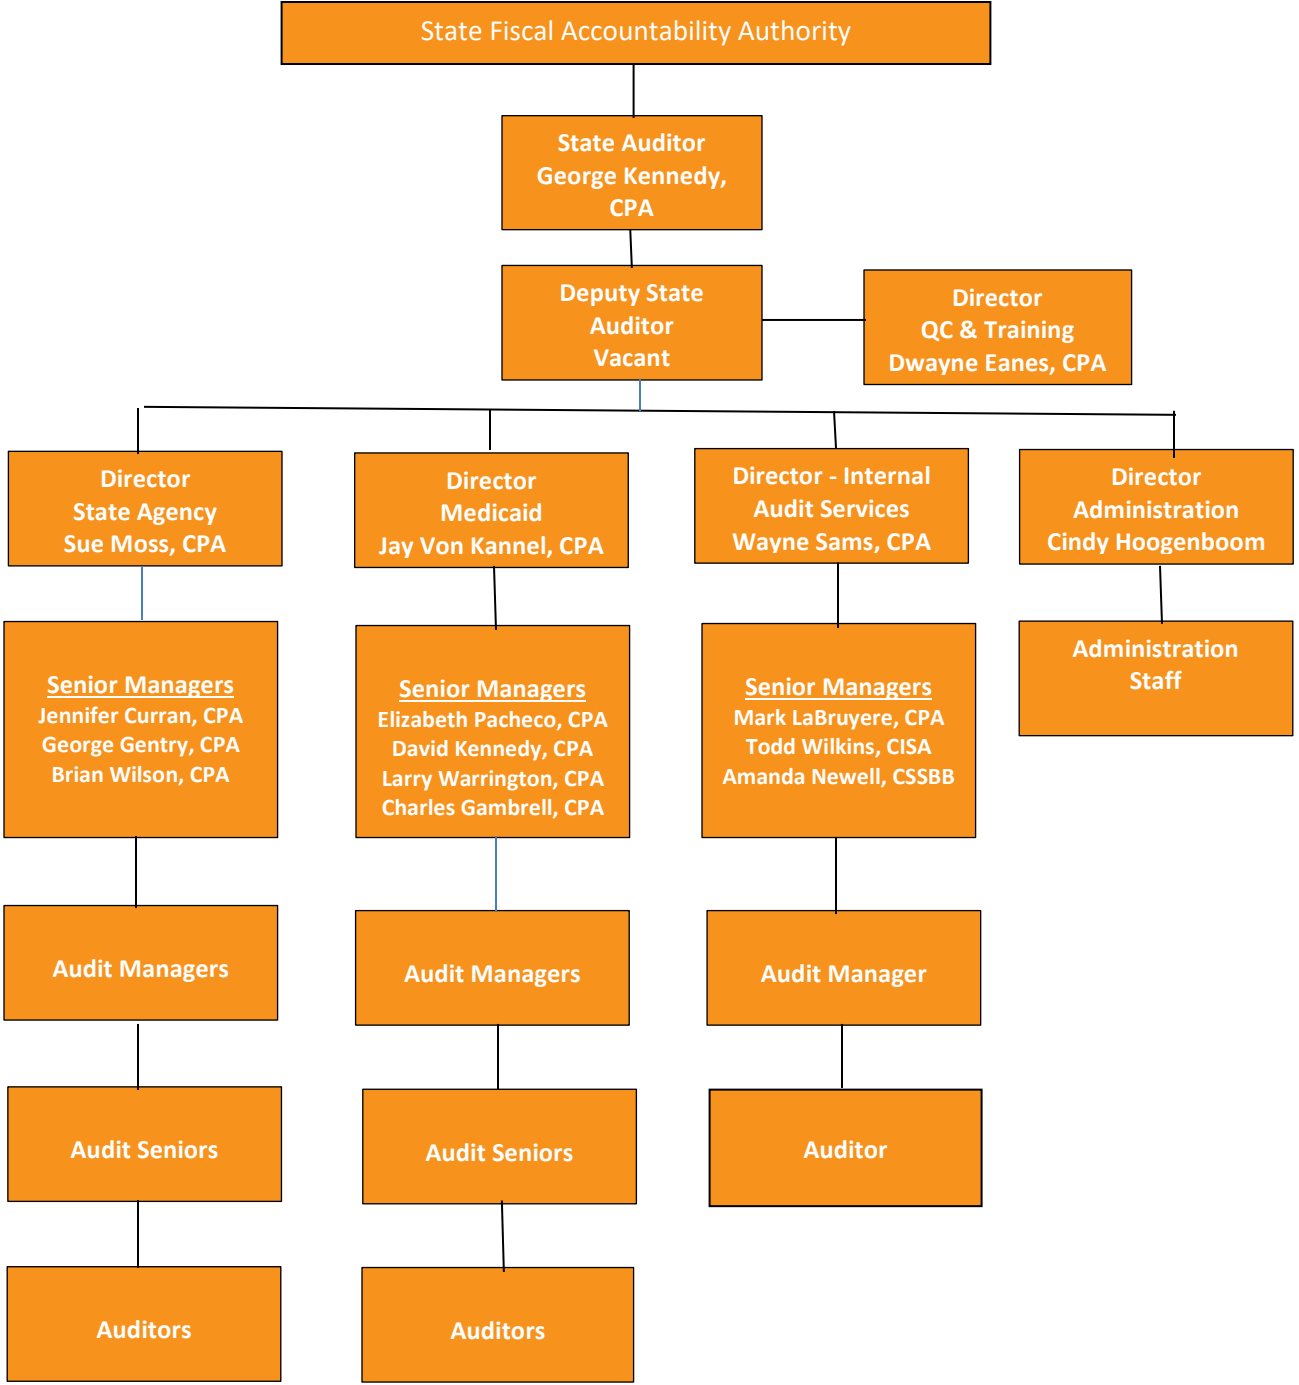 State Fiscal Accountability Authority
State Auditor
George Kennedy,
CPA
Deputy State
Auditor
Vacant
Director
QC & Training
Dwayne Eanes, CPA
Director
State Agency
Sue Moss, CPA
Director
Medicaid
Jay Von Kannel, CPA
Director - Internal
Audit Services
Wayne Sams, CPA
Director
Administration
Cindy Hoogenboom
Senior Managers
Jennifer Curran, CPA
George Gentry, CPA
Brian Wilson, CPA
Senior Managers
Elizabeth Pacheco, CPA
David Kennedy, CPA
Larry Warrington, CPA
Charles Gambrell, CPA
Senior Managers
Mark LaBruyere, CPA
Todd Wilkins, CISA
Amanda Newell, CSSBB
Administration
Staff
Audit Managers
Audit Managers
Audit Manager
Audit Seniors
Audit Seniors
Auditor
Auditors
Auditors